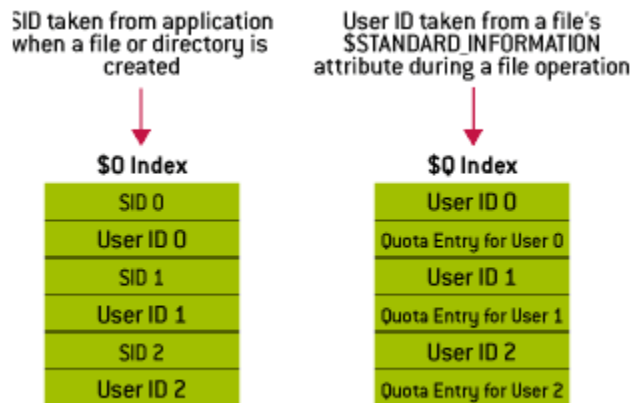 SID taken from application
when a file or directory is
created
User ID taken from a file's
$STANDARD_INFORMATION
attribute during a file operation
$O Index
SID 0
User ID 0
SID 1
User ID 1
SID 2
User ID 2
$Q Index
User ID 0
Quota Entry for User 0
User ID 1
Quota Entry for User 1
User ID 2
Quota Entry for User 2